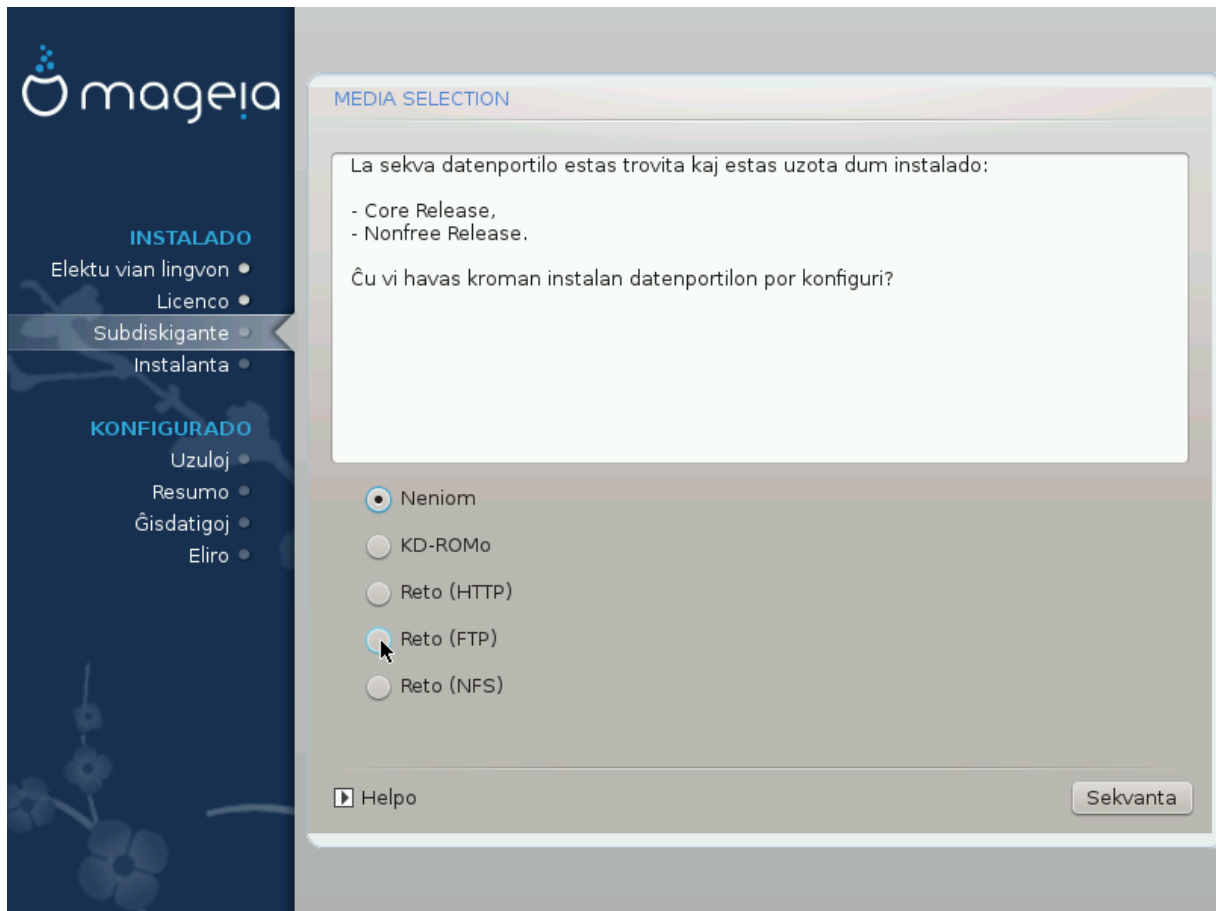 mageia
INSTALADO
Elektu vian lingvon
Licenco
Subdiskigante
Instalanta
KONFIGURADO
Uzuloj
Resumo
Ĝisdatigoj
Eliro
MEDIA SELECTION
La sekva datenportilo estas trovita kaj estas uzota dum instalado:
- Core Release,
- Nonfree Release.
Ĉu vi havas kroman instalan datenportilon por konfiguri?
Neniom
KD-ROMo
Reto (HTTP)
Reto (FTP)
Reto (NFS)
Helpo
Sekvanta